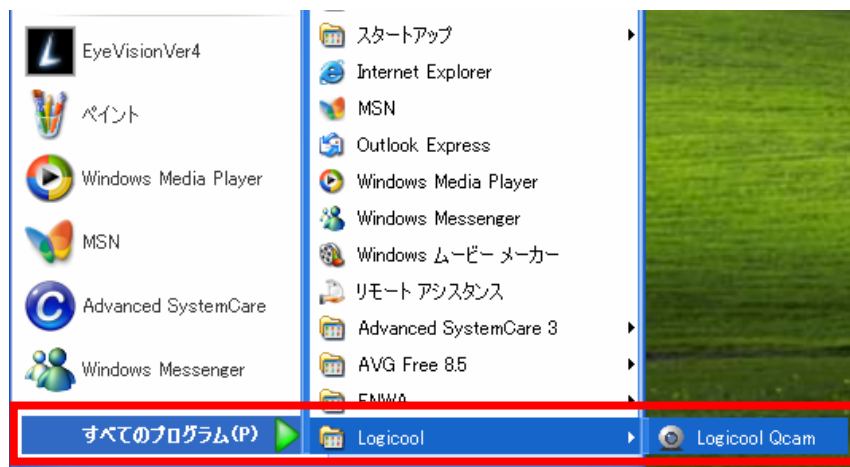 EyeVisionVer4
ペイント
Windows Media Player
MSN
Advanced SystemCare
Windows Messenger
すべてのプログラム(P)
スタートアップ
Internet Explorer
MSN
Outlook Express
Windows Media Player
Windows Messenger
Windows ムービー メーカー
リモート アシスタンス
Advanced SystemCare 3
AVG Free 8.5
Logicool
Logicool Qcam